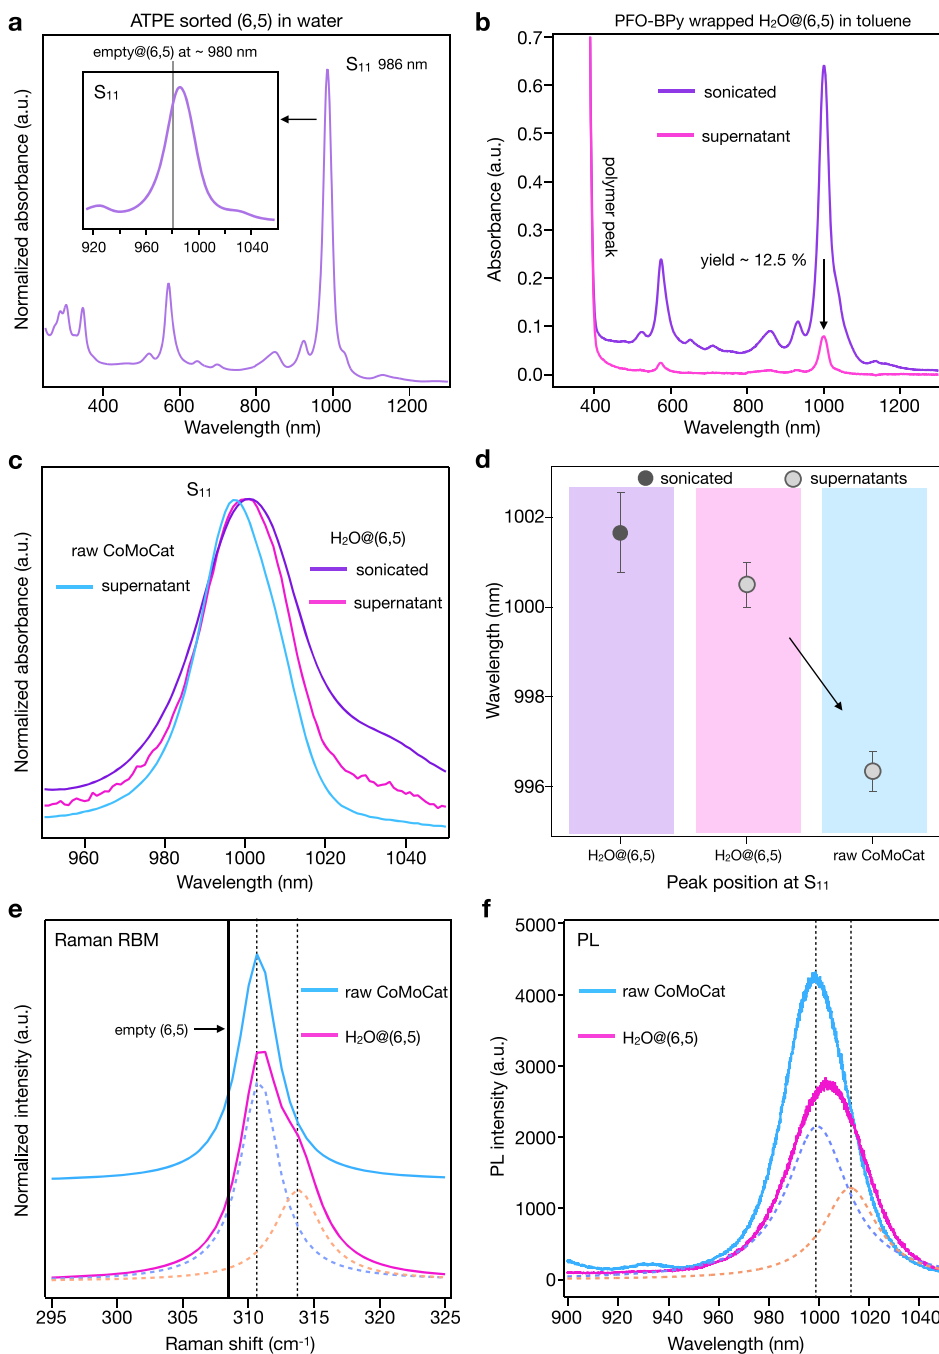 a
ATPE sorted (6,5) in water
empty@(6,5) at ~ 980 nm
S11
S11 986 nm
920
960
1000
1040
Normalized absorbance (a.u.)
400
600
800
1000
1200
Wavelength (nm)
b
PFO-BPy wrapped H2O@(6,5) in toluene
0.7
0.6
0.5
0.4
0.3
0.2
0.1
0.0
Absorbance (a.u.)
sonicated
supernatant
polymer peak
yield ~ 12.5 %
400
600
800
1000
1200
Wavelength (nm)
c
S11
raw CoMoCat
supernatant
H2O@(6,5)
sonicated
supernatant
Normalized absorbance (a.u.)
960
980
1000
1020
1040
Wavelength (nm)
d
sonicated
supernatants
1002
1000
998
996
Wavelength (nm)
H2O@(6,5)
H2O@(6,5)
raw CoMoCat
Peak position at S11
e
Raman RBM
raw CoMoCat
empty (6,5)
H2O@(6,5)
Normalized intensity (a.u.)
295
300
305
310
315
320
325
Raman shift (cm-1)
f
PL
5000
4000
3000
2000
1000
0
PL intensity (a.u.)
raw CoMoCat
H2O@(6,5)
900
920
940
960
980
1000
1020
1040
Wavelength (nm)